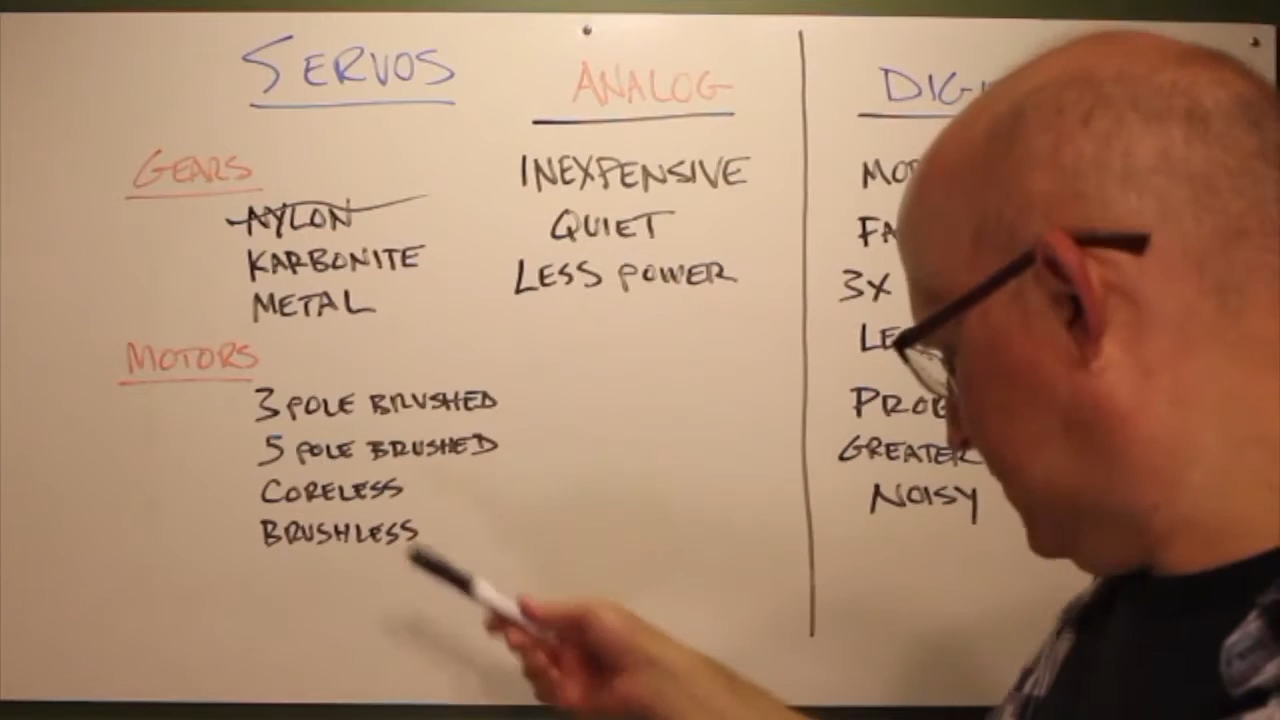 SERVOS
GEARS
NYLON
KARBONITE
METAL
MOTORS
3 POLE BRUSHED
5 POLE BRUSHED
CORELESS
BRUSHLESS
ANALOG
INEXPENSIVE
QUIET
LESS POWER
3X
GREATER
NOISY